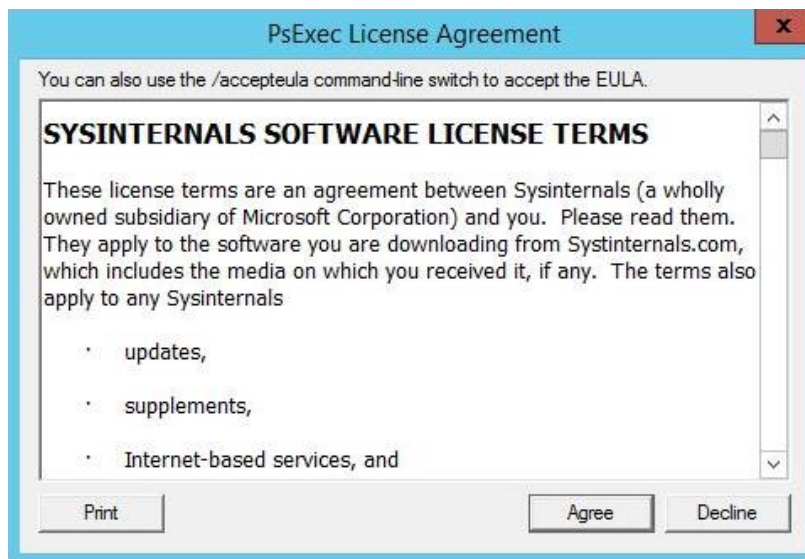 PsExec License Agreement
x
You can also use the /accepteula command-line switch to accept the EULA.
SYSINTERNALS SOFTWARE LICENSE TERMS
These license terms are an agreement between Sysinternals (a wholly
owned subsidiary of Microsoft Corporation) and you.  Please read them.
They apply to the software you are downloading from Systinternals.com,
which includes the media on which you received it, if any.  The terms also
apply to any Sysinternals
· updates,
· supplements,
· Internet-based services, and
Print
Agree
Decline